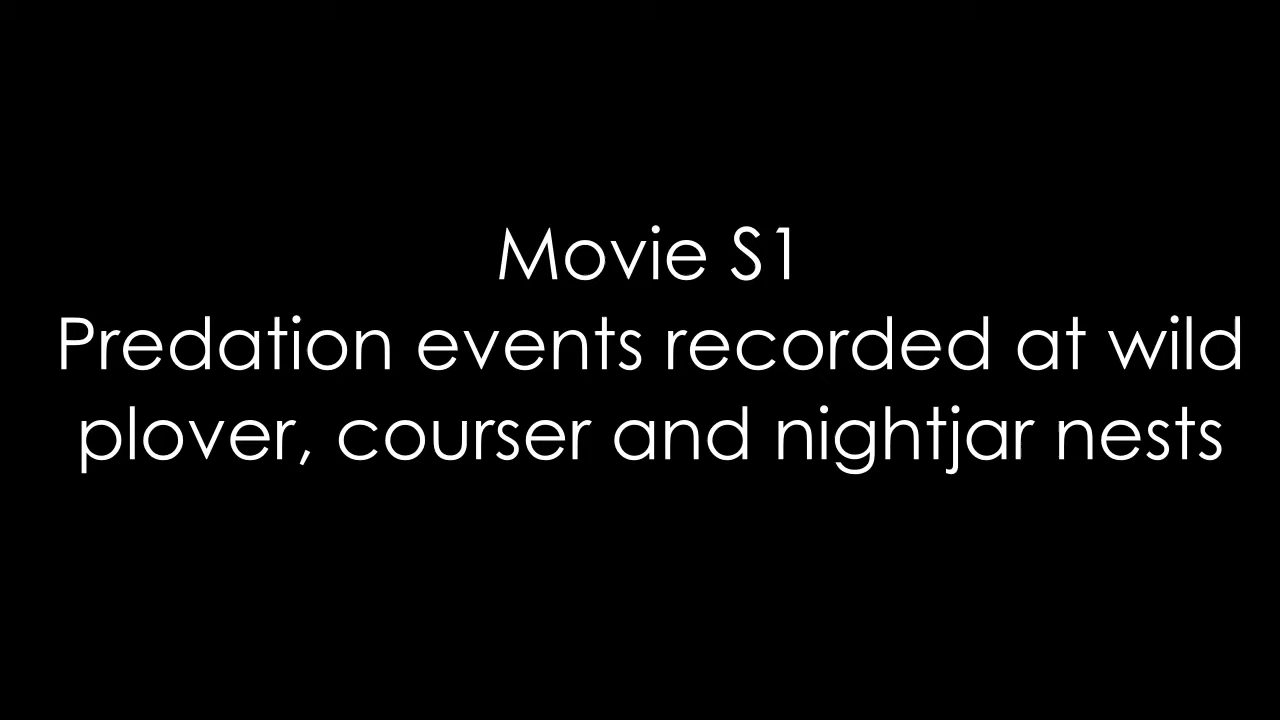 Movie S1
Predation events recorded at wild
plover, courser and nightjar nests